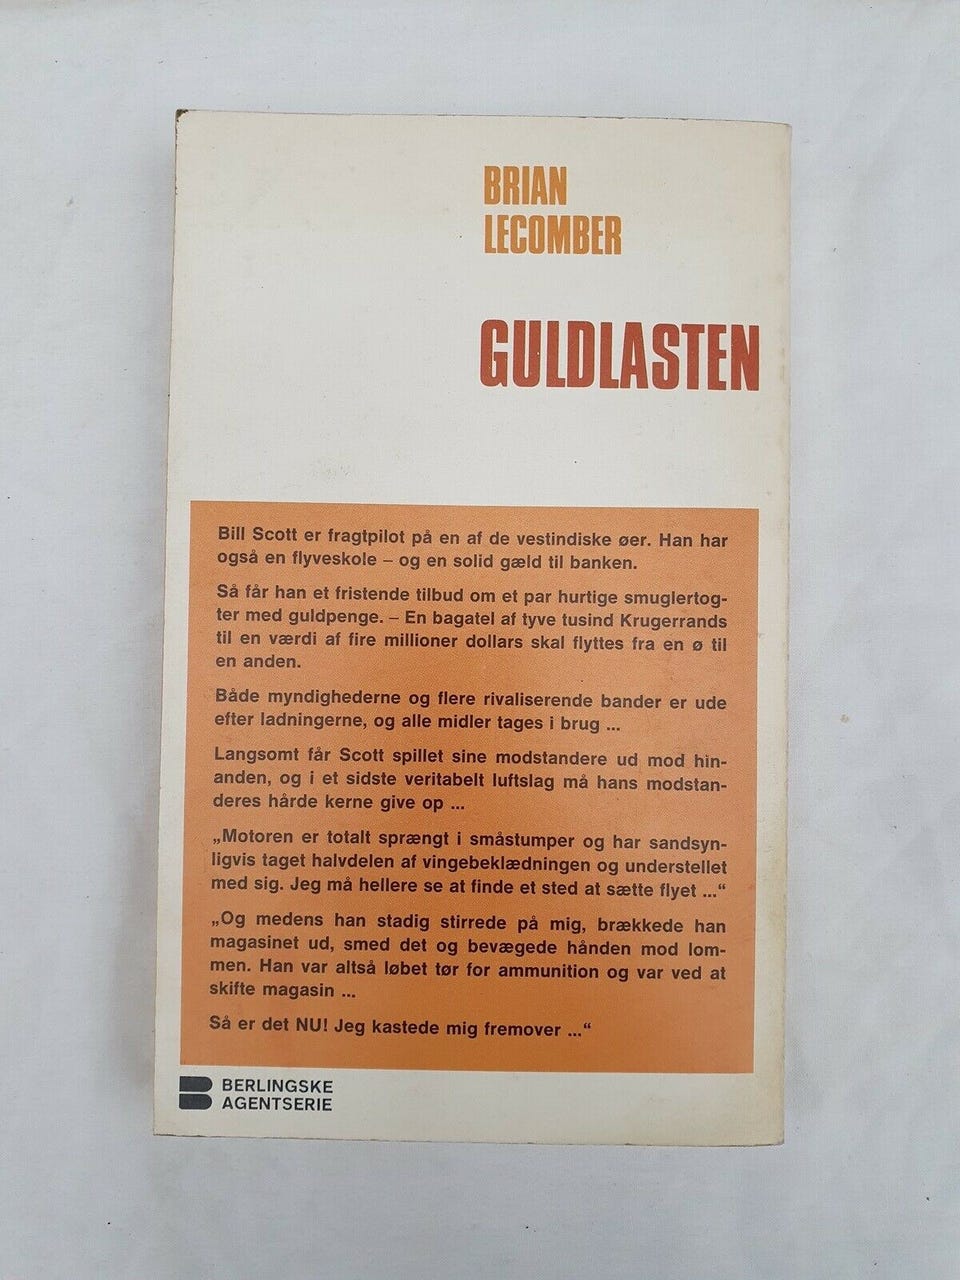 BRIAN
LECOMBER
GULDLASTEN
Bill Scott er fragtpilot på en af de vestindiske øer. Han har
også en flyveskole – og en solid gæld til banken.
Så får han et fristende tilbud om et par hurtige smuglertog-
ter med guldpenge. – En bagatel af tyve tusind Krugerrands
til en værdi af fire millioner dollars skal flyttes fra en ø til
en anden.
Både myndighederne og flere rivaliserende bander er ude
efter ladningerne, og alle midler tages i brug ...
Langsomt får Scott spillet sine modstandere ud mod hin-
anden, og i et sidste veritabelt luftslag må hans modstan-
deres hårde kerne give op ...
„Motoren er totalt sprængt i småstumper og har sandsyn-
ligvis taget halvdelen af vingebeklædningen og understellet
med sig. Jeg må hellere se at finde et sted at sætte flyet ...“
„Og medens han stadig stirrede på mig, brækkede han
magasinet ud, smed det og bevægede hånden mod lom-
men. Han var altså løbet tør for ammunition og var ved at
skifte magasin ...
Så er det NU! Jeg kastede mig fremover ...“
BERLINGSKE
AGENTSERIE